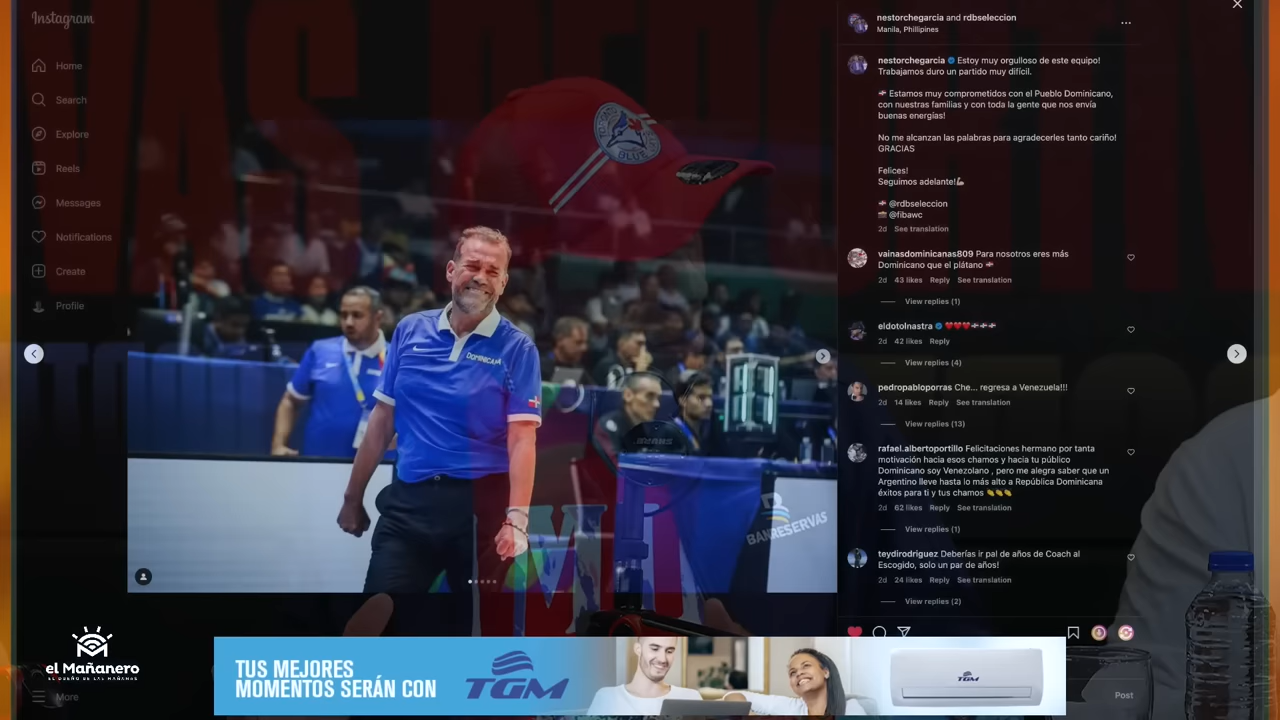 Instagram
Home
Search
Explore
Reels
Messages
Notifications
Create
Profile
More
BLUE JAYS
DOMINICANA
BANRESERVAS
nestorchegarcia and rdbseleccion
Manila, Phillipines
nestorchegarcia Estoy muy orgulloso de este equipo!
Trabajamos duro un partido muy difícil.
Estamos muy comprometidos con el Pueblo Dominicano,
con nuestras familias y con toda la gente que nos envía
buenas energías!
No me alcanzan las palabras para agradecerles tanto cariño!
GRACIAS
Felices!
Seguimos adelante!
@rdbseleccion
@fibawc
2d See translation
vainasdominicanas809 Para nosotros eres más
Dominicano que el plátano
2d 43 likes Reply See translation
View replies (1)
eldotolnastra
2d 42 likes Reply
View replies (4)
pedropabloporras Che... regresa a Venezuela!!!
2d 14 likes Reply See translation
View replies (13)
rafael.albertoportillo Felicitaciones hermano por tanta
motivación hacia esos chamos y hacia tu público
Dominicano soy Venezolano , pero me alegra saber que un
Argentino lleve hasta lo más alto a República Dominicana
éxitos para ti y tus chamos
2d 62 likes Reply See translation
View replies (1)
teydirodriguez Deberías ir pal de años de Coach al
Escogido, solo un par de años!
2d 24 likes Reply See translation
View replies (2)
Post
el Mañanero
EL DUEÑO DE LAS MAÑANAS
TUS MEJORES
MOMENTOS SERÁN CON
TGM
TGM